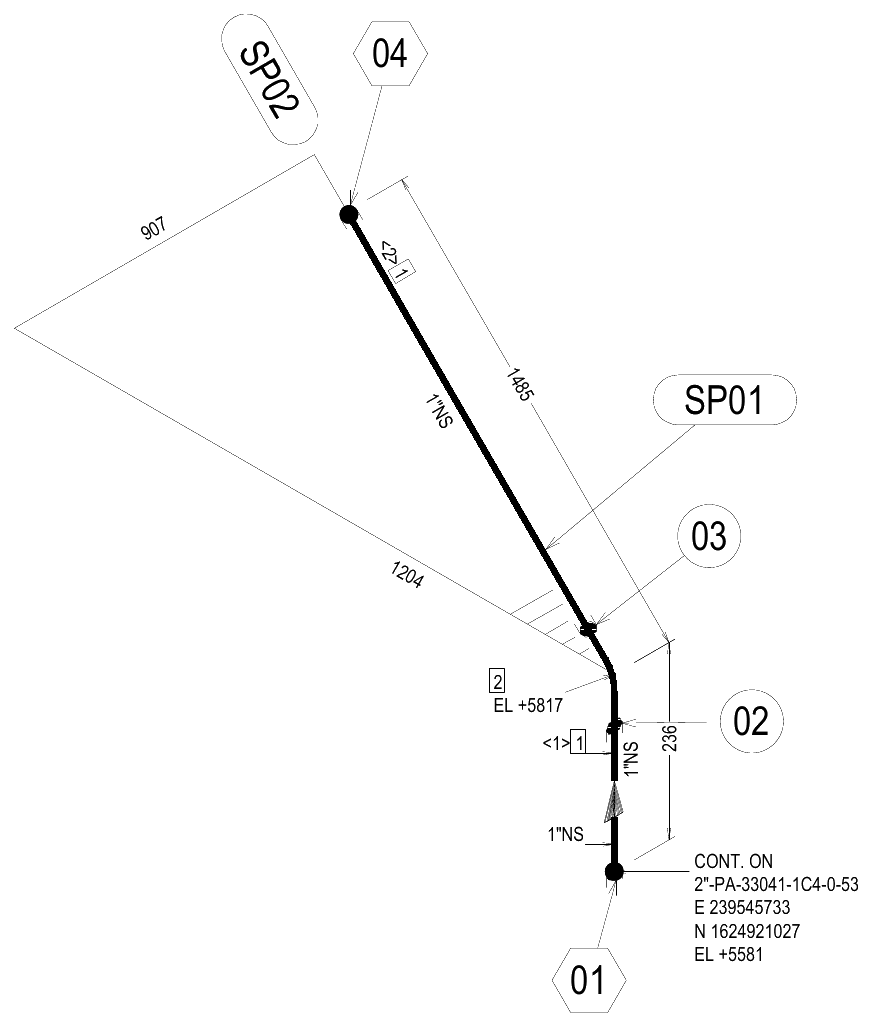 SP02
04
907
<2> 1
1485
1"NS
SP01
03
1204
2
EL +5817
02
236
<1> 1
1"NS
1"NS
CONT. ON
2"-PA-33041-1C4-0-53
E 239545733
N 1624921027
EL +5581
01